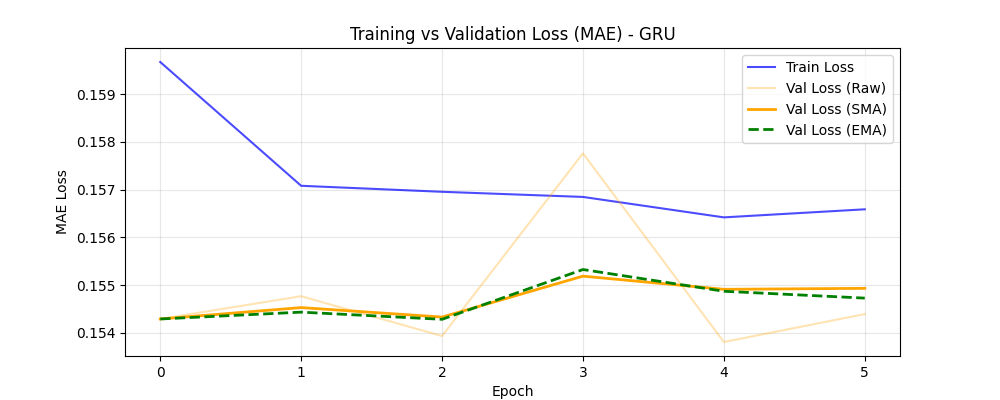 Training vs Validation Loss (MAE) - GRU
Train Loss
Val Loss (Raw)
Val Loss (SMA)
Val Loss (EMA)
MAE Loss
0.159
0.158
0.157
0.156
0.155
0.154
0 1 2 3 4 5
Epoch